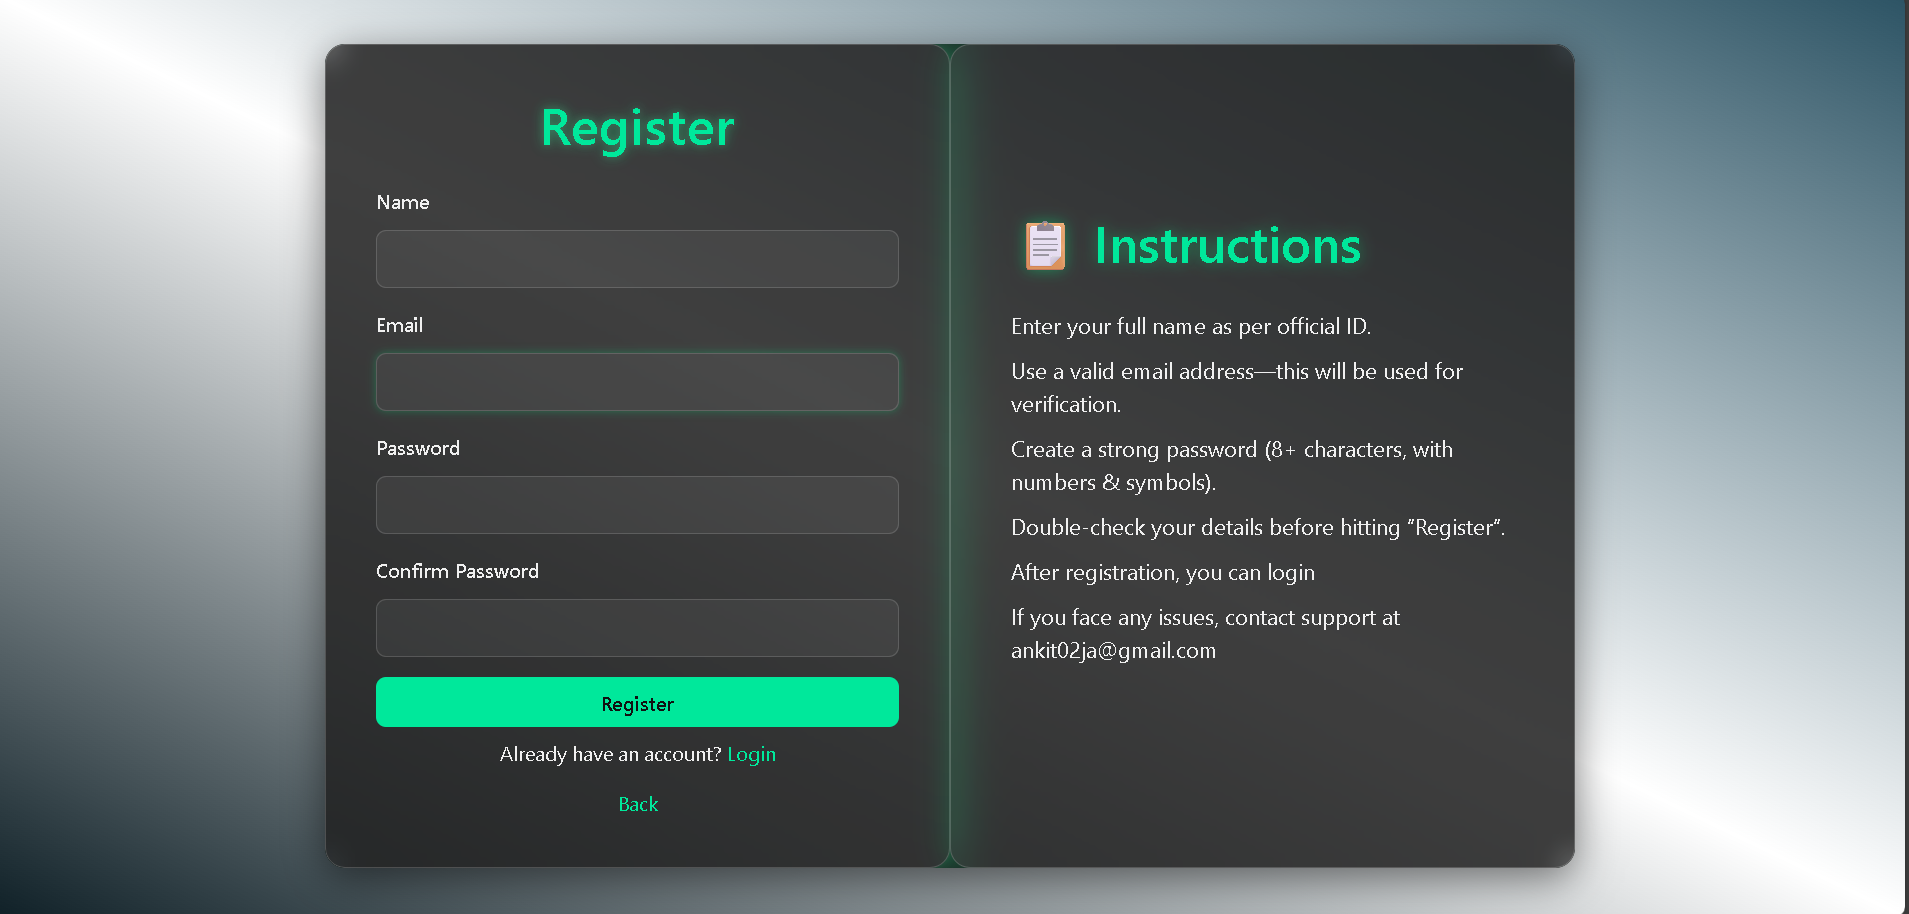 Register
Name
Email
Password
Confirm Password
Register
Already have an account? Login
Back
Instructions
Enter your full name as per official ID.
Use a valid email address—this will be used for
verification.
Create a strong password (8+ characters, with
numbers & symbols).
Double-check your details before hitting “Register”.
After registration, you can login
If you face any issues, contact support at
ankit02ja@gmail.com